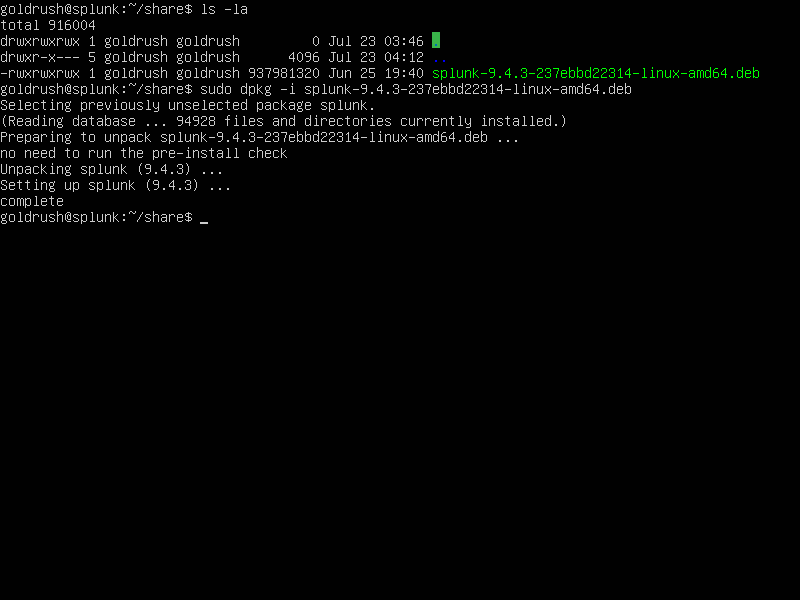 goldrush@splunk:~/share$ ls -la
total 916004
drwxrwxrwx 1 goldrush goldrush         0 Jul 23 03:46 .
drwxr-x--- 5 goldrush goldrush      4096 Jul 23 04:12 ..
-rwxrwxrwx 1 goldrush goldrush 937981320 Jun 25 19:40 splunk-9.4.3-237ebbd22314-linux-amd64.deb
goldrush@splunk:~/share$ sudo dpkg -i splunk-9.4.3-237ebbd22314-linux-amd64.deb
Selecting previously unselected package splunk.
(Reading database ... 94928 files and directories currently installed.)
Preparing to unpack splunk-9.4.3-237ebbd22314-linux-amd64.deb ...
no need to run the pre-install check
Unpacking splunk (9.4.3) ...
Setting up splunk (9.4.3) ...
complete
goldrush@splunk:~/share$ _